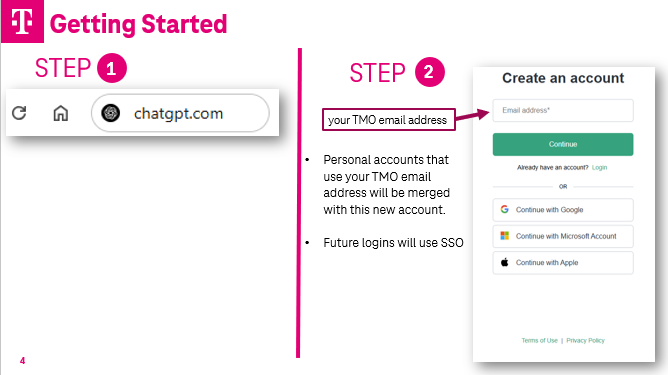 T Getting Started
STEP 1
chatgpt.com
STEP 2
your TMO email address
• Personal accounts that
use your TMO email
address will be merged
with this new account.
• Future logins will use SSO
Create an account
Email address*
Continue
Already have an account? Login
OR
Continue with Google
Continue with Microsoft Account
Continue with Apple
Terms of Use | Privacy Policy
4